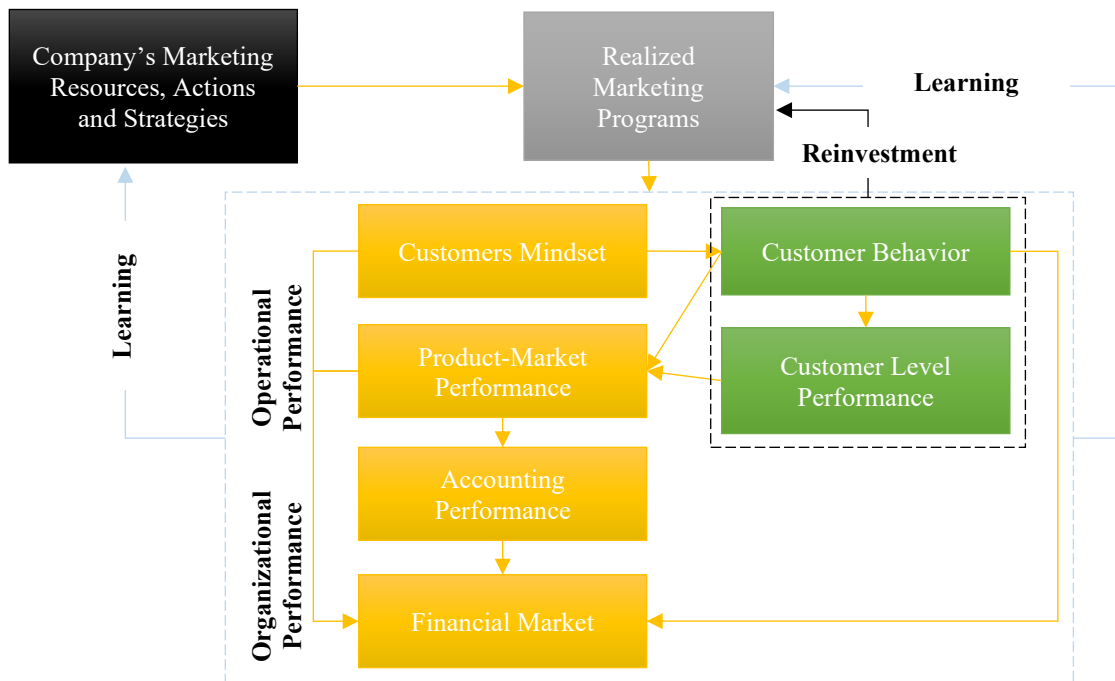 Company’s Marketing
Resources, Actions
and Strategies
Realized
Marketing
Programs
Learning
Reinvestment
Learning
Operational
Performance
Customers Mindset
Customer Behavior
Product-Market
Performance
Customer Level
Performance
Organizational
Performance
Accounting
Performance
Financial Market